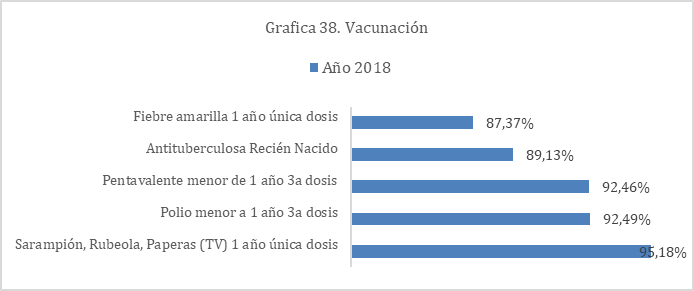 Grafica 38. Vacunación
Año 2018
Fiebre amarilla 1 año única dosis 87,37%
Antituberculosa Recién Nacido 89,13%
Pentavalente menor de 1 año 3a dosis 92,46%
Polio menor a 1 año 3a dosis 92,49%
Sarampión, Rubeola, Paperas (TV) 1 año única dosis 95,18%